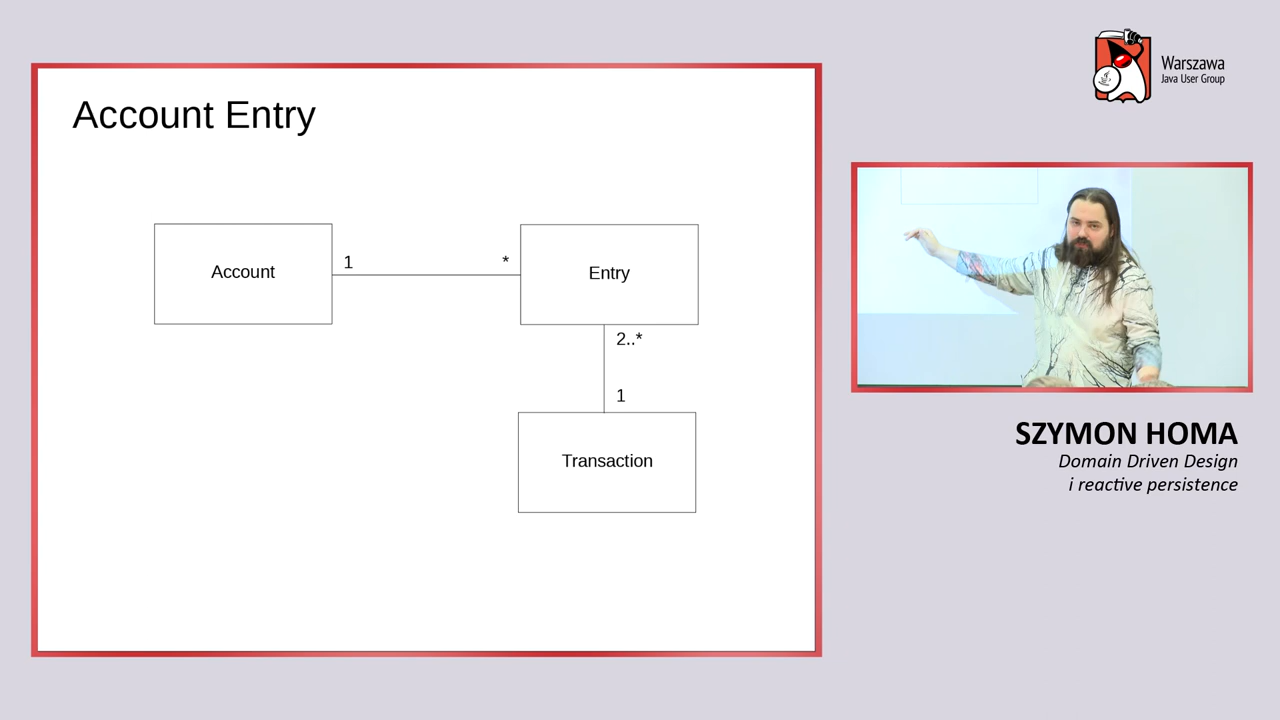 Account Entry
Account
1
*
Entry
2..*
1
Transaction
Warszawa
Java User Group
SZYMON HOMA
Domain Driven Design
i reactive persistence